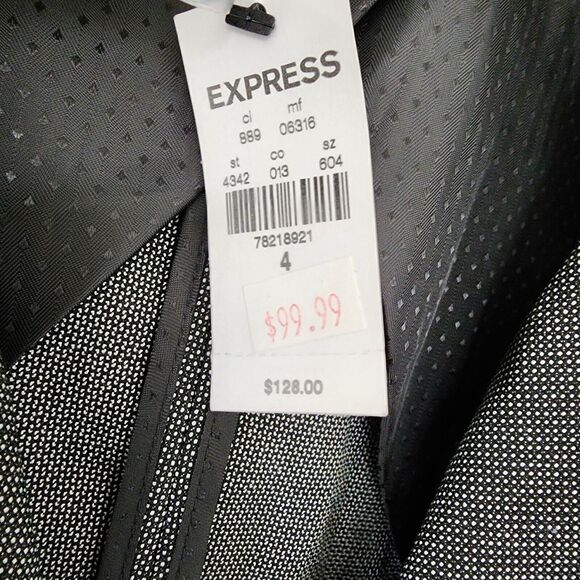 EXPRESS
cl mf
889 06316
st co sz
4342 013 604
78218921
4
$99.99
$128.00